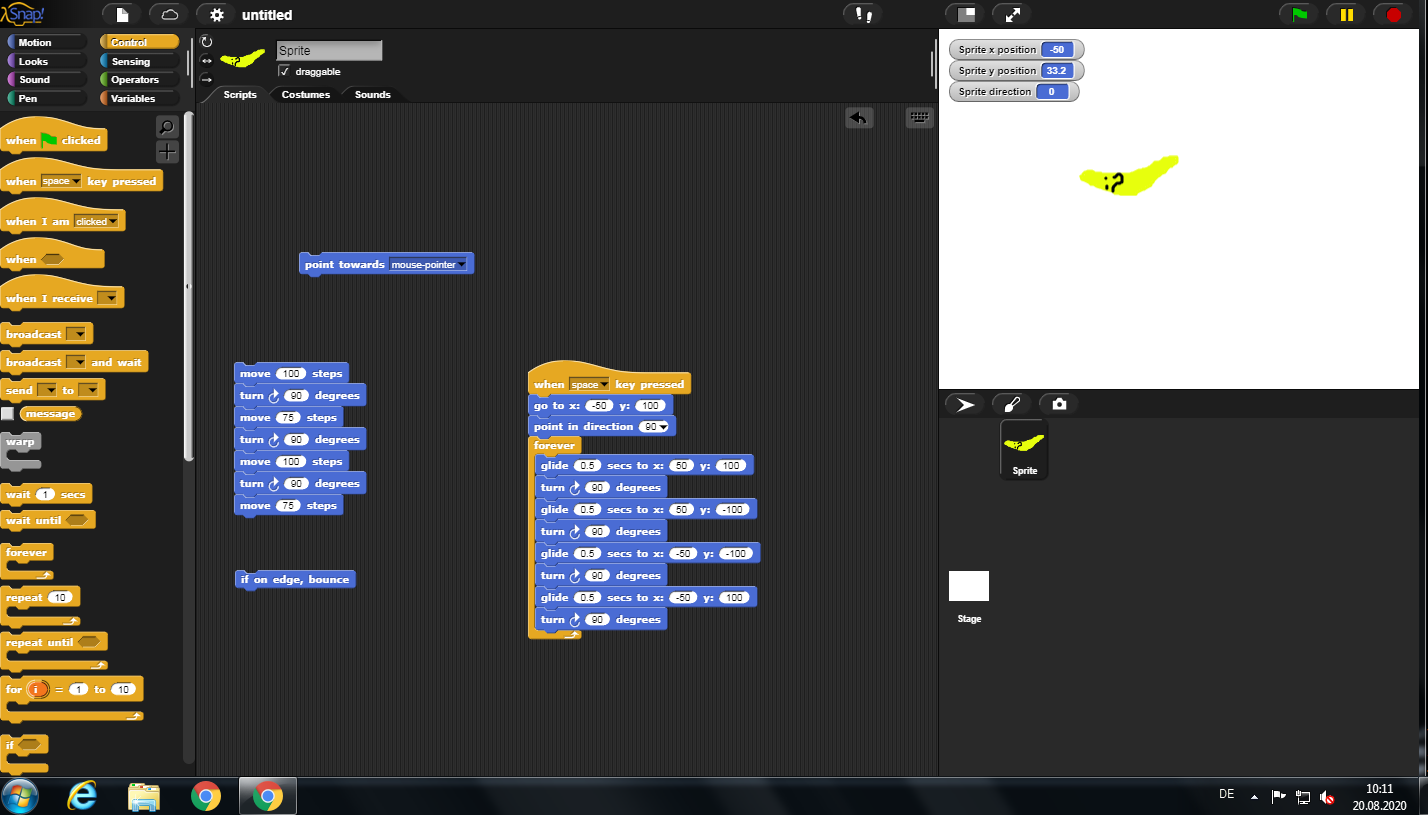 Snap! untitled
Motion Control
Looks Sensing
Sound Operators
Pen Variables
Sprite
draggable
Scripts Costumes Sounds
when clicked
when space key pressed
when I am clicked
when
when I receive
broadcast
broadcast and wait
send to
message
warp
wait 1 secs
wait until
forever
repeat 10
repeat until
for i = 1 to 10
if
point towards mouse-pointer
move 100 steps
turn 90 degrees
move 75 steps
turn 90 degrees
move 100 steps
turn 90 degrees
move 75 steps
if on edge, bounce
when space key pressed
go to x: -50 y: 100
point in direction 90
forever
glide 0.5 secs to x: 50 y: 100
turn 90 degrees
glide 0.5 secs to x: 50 y: -100
turn 90 degrees
glide 0.5 secs to x: -50 y: -100
turn 90 degrees
glide 0.5 secs to x: -50 y: 100
turn 90 degrees
Sprite x position -50
Sprite y position 33.2
Sprite direction 0
:?
Sprite
Stage
DE
10:11
20.08.2020